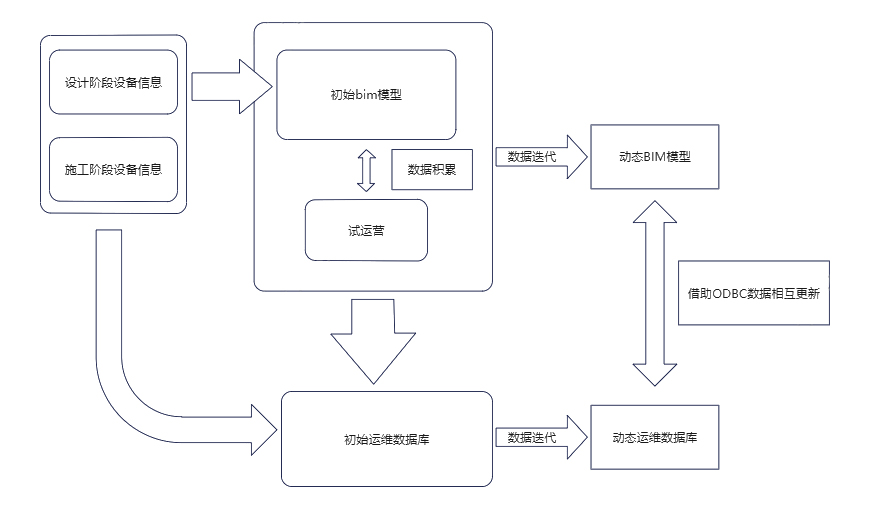 设计阶段设备信息
施工阶段设备信息
初始bim模型
数据积累
试运营
数据迭代
动态BIM模型
借助ODBC数据相互更新
初始运维数据库
数据迭代
动态运维数据库